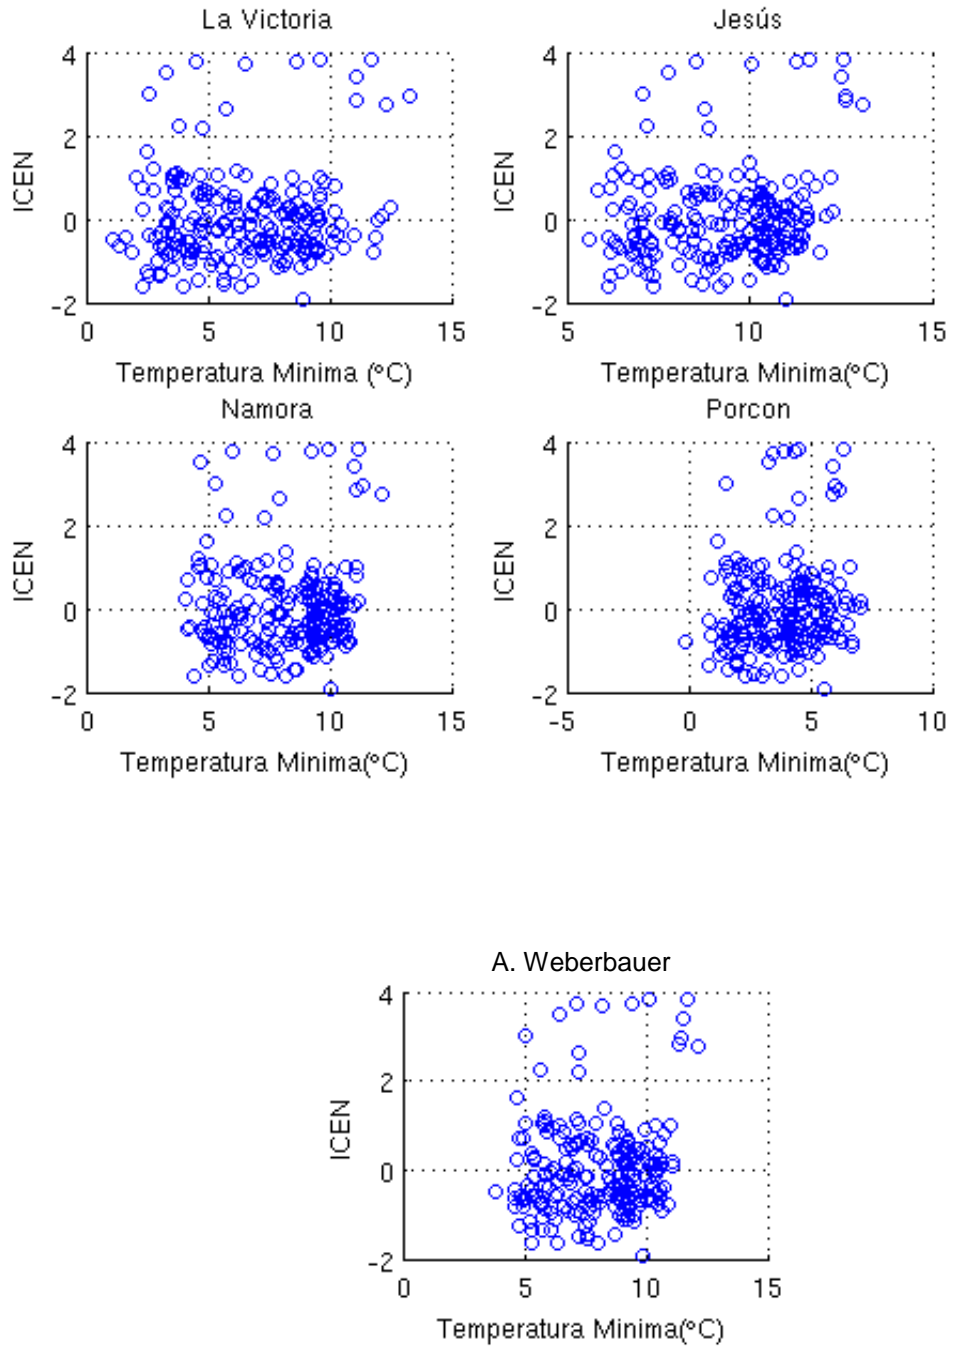 La Victoria
Jesús
4
2
0
-2
ICEN
0 5 10 15
Temperatura Minima (°C)
4
2
0
-2
ICEN
5 10 15
Temperatura Minima(°C)
Namora
Porcon
4
2
0
-2
ICEN
0 5 10 15
Temperatura Minima(°C)
4
2
0
-2
ICEN
-5 0 5 10
Temperatura Minima(°C)
A. Weberbauer
4
2
0
-2
ICEN
0 5 10 15
Temperatura Minima(°C)